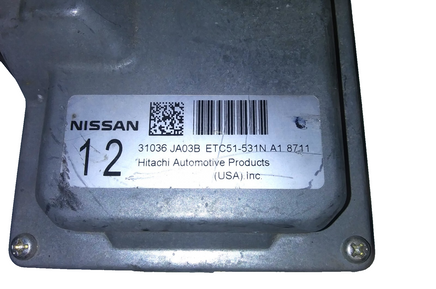 NISSAN
12
31036 JA03B ETC51-531N A1 8711
Hitachi Automotive Products
(USA) Inc.